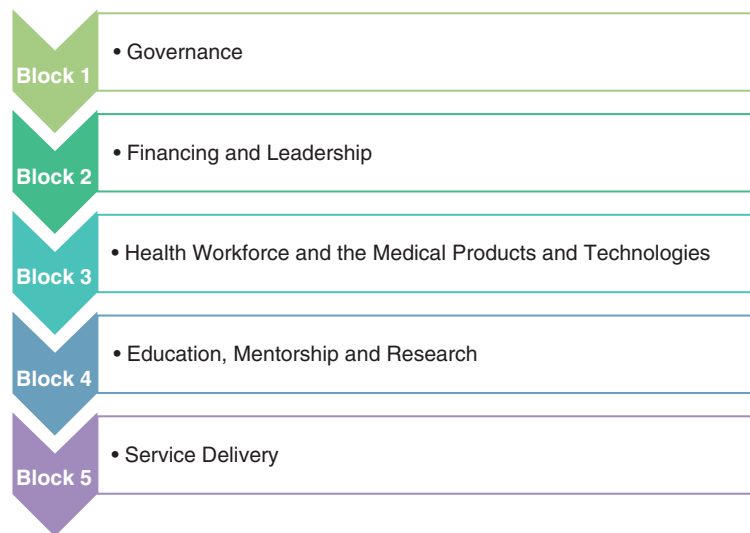 Block 1
• Governance
Block 2
• Financing and Leadership
Block 3
• Health Workforce and the Medical Products and Technologies
Block 4
• Education, Mentorship and Research
Block 5
• Service Delivery